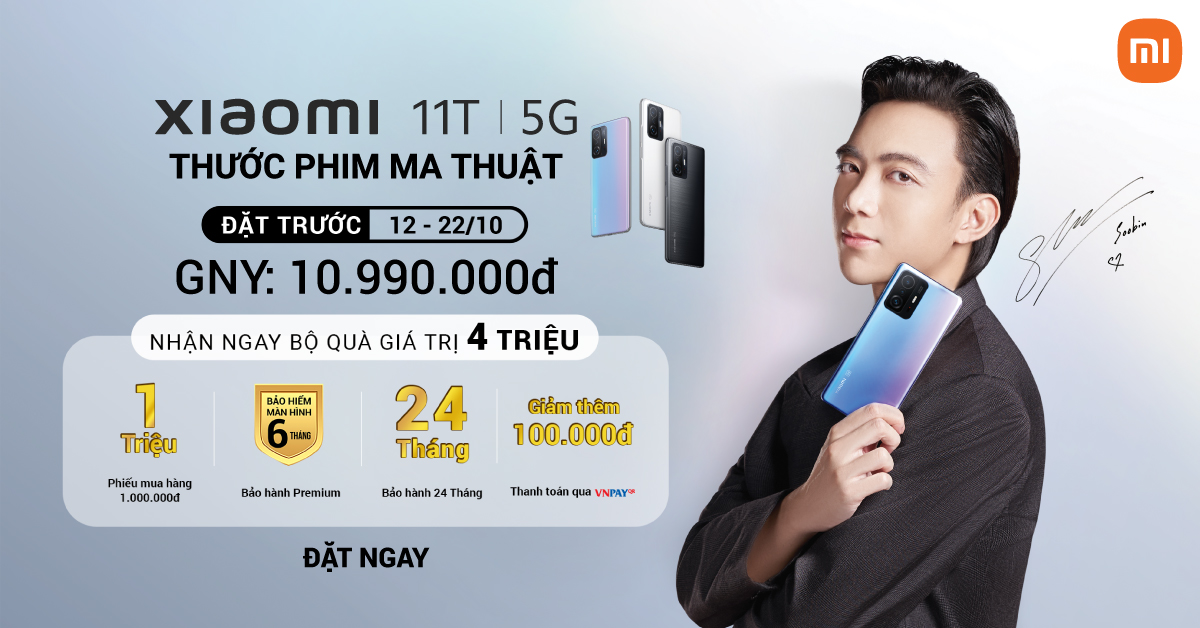 mi
xiaomi 11T | 5G
THƯỚC PHIM MA THUẬT
ĐẶT TRƯỚC 12 - 22/10
GNY: 10.990.000đ
NHẬN NGAY BỘ QUÀ GIÁ TRỊ 4 TRIỆU
1
Triệu
Phiếu mua hàng
1.000.000đ
BẢO HIỂM
MÀN HÌNH
6 THÁNG
Bảo hành Premium
24
Tháng
Bảo hành 24 Tháng
Giảm thêm
100.000đ
Thanh toán qua VNPAYQR
ĐẶT NGAY
Soobin